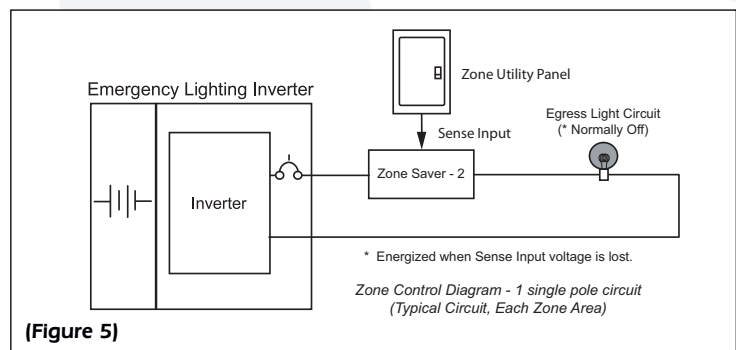 Zone Utility Panel
Emergency Lighting Inverter
Egress Light Circuit
(* Normally Off)
Sense Input
Zone Saver - 2
Inverter
* Energized when Sense Input voltage is lost.
Zone Control Diagram - 1 single pole circuit
(Typical Circuit, Each Zone Area)
(Figure 5)